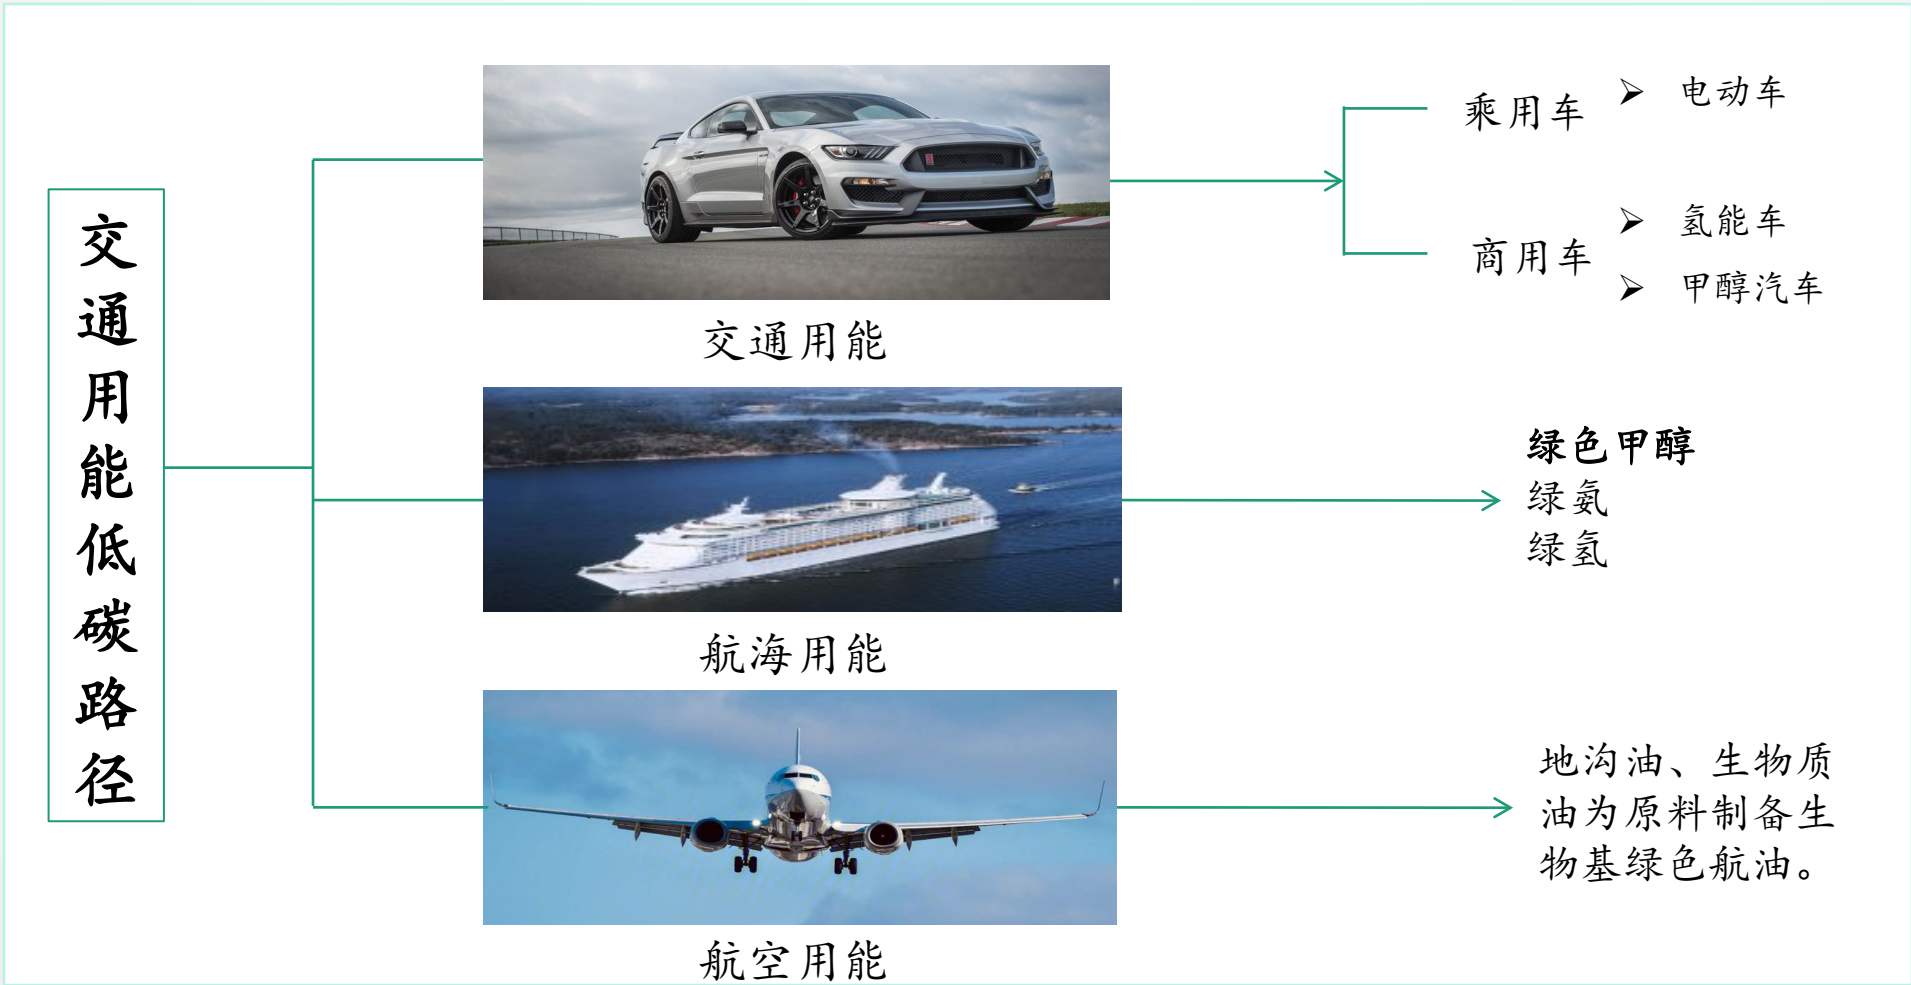 交通用能低碳路径
交通用能
乘用车
电动车
商用车
氢能车
甲醇汽车
航海用能
绿色甲醇
绿氨
绿氢
航空用能
地沟油、生物质
油为原料制备生
物基绿色航油。